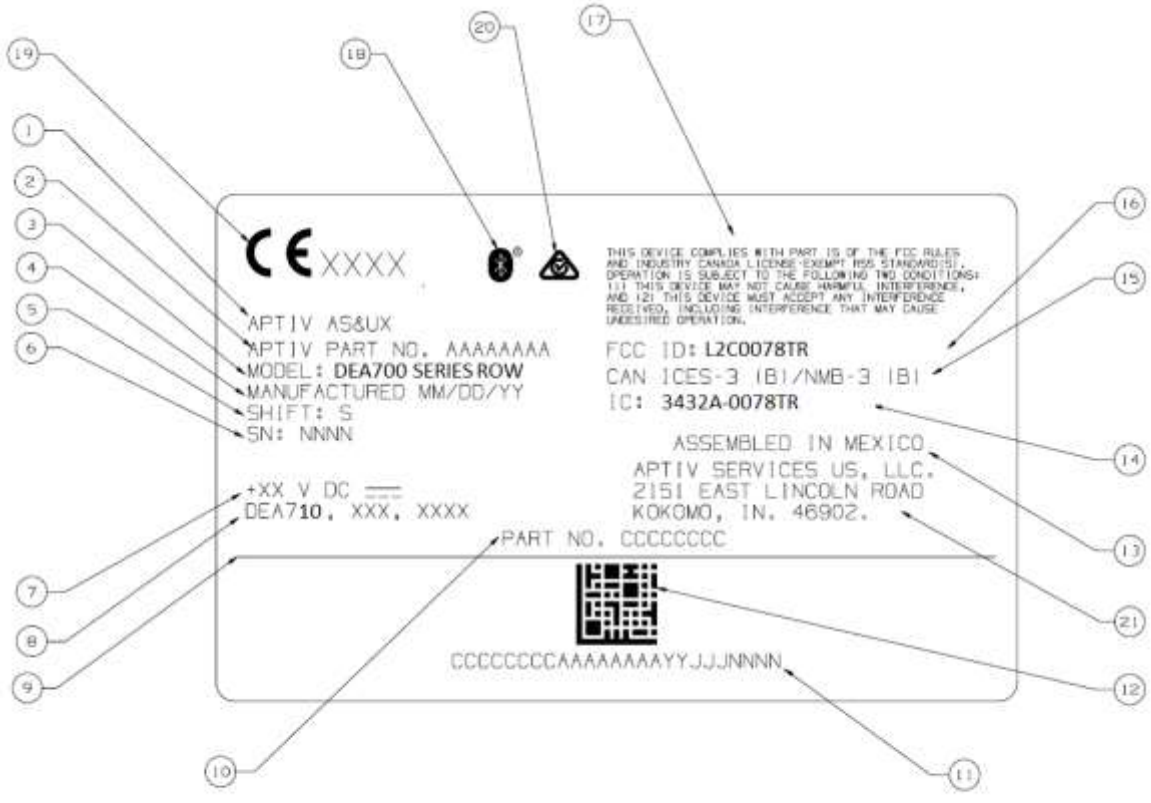 19
18
20
17
1
2
3
4
5
6
16
15
CE XXXX
®
THIS DEVICE COMPLIES WITH PART 15 OF THE FCC RULES
AND INDUSTRY CANADA LICENSE-EXEMPT RSS STANDARD(S).
OPERATION IS SUBJECT TO THE FOLLOWING TWO CONDITIONS:
(1) THIS DEVICE MAY NOT CAUSE HARMFUL INTERFERENCE,
AND (2) THIS DEVICE MUST ACCEPT ANY INTERFERENCE
RECEIVED, INCLUDING INTERFERENCE THAT MAY CAUSE
UNDESIRED OPERATION.
APTIV AS&UX
APTIV PART NO. AAAAAAAA
MODEL: DEA700 SERIES ROW
MANUFACTURED MM/DD/YY
SHIFT: S
SN: NNNN
FCC ID: L2C0078TR
CAN ICES-3 (B)/NMB-3 (B)
IC: 3432A-0078TR
14
ASSEMBLED IN MEXICO
APTIV SERVICES US, LLC.
2151 EAST LINCOLN ROAD
KOKOMO, IN. 46902.
+XX V DC
DEA710, XXX, XXXX
PART NO. CCCCCCCC
13
7
8
9
21
12
CCCCCCCCAAAAAAAAYYJJJNNNN
10
11